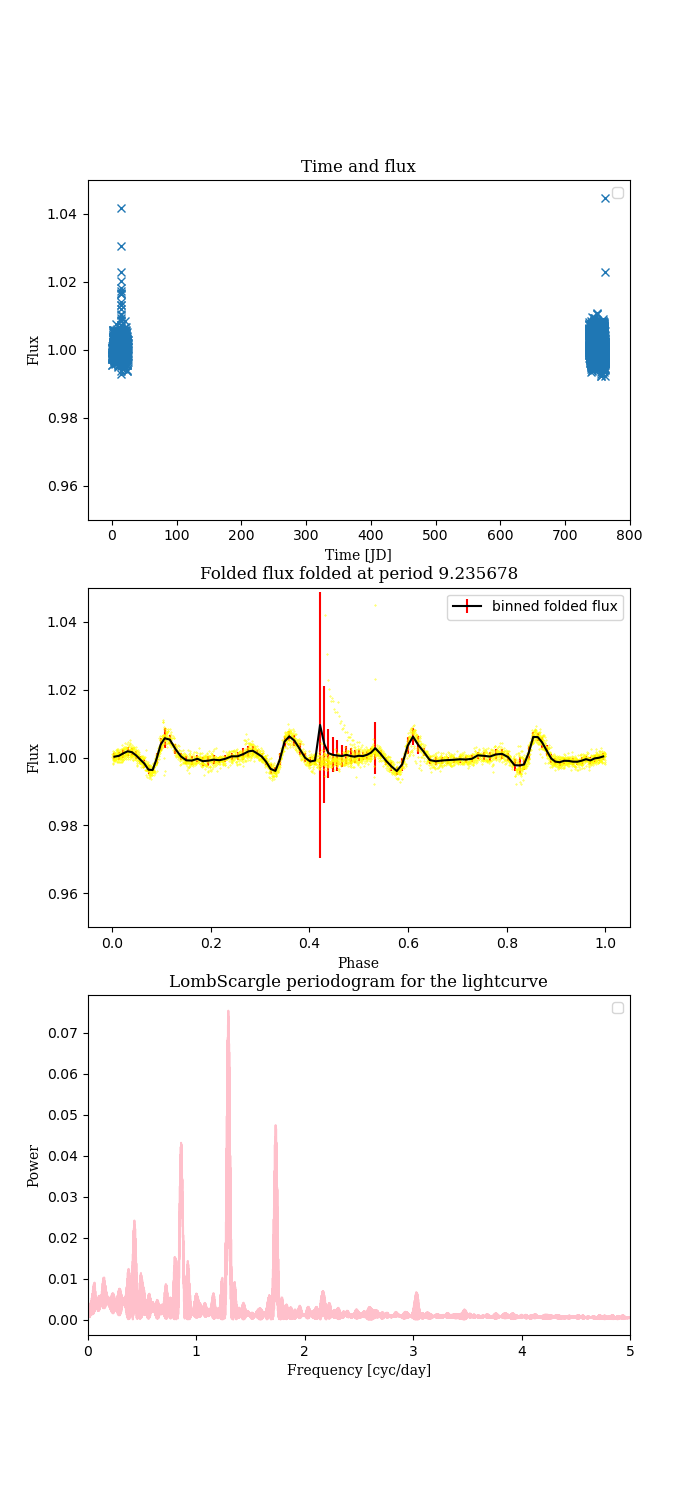 Time and flux
1.04
1.02
1.00
0.98
0.96
Flux
0 100 200 300 400 500 600 700 800
Time [JD]
Folded flux folded at period 9.235678
binned folded flux
1.04
1.02
1.00
0.98
0.96
Flux
0.0 0.2 0.4 0.6 0.8 1.0
Phase
LombScargle periodogram for the lightcurve
0.07
0.06
0.05
0.04
0.03
0.02
0.01
0.00
Power
0 1 2 3 4 5
Frequency [cyc/day]